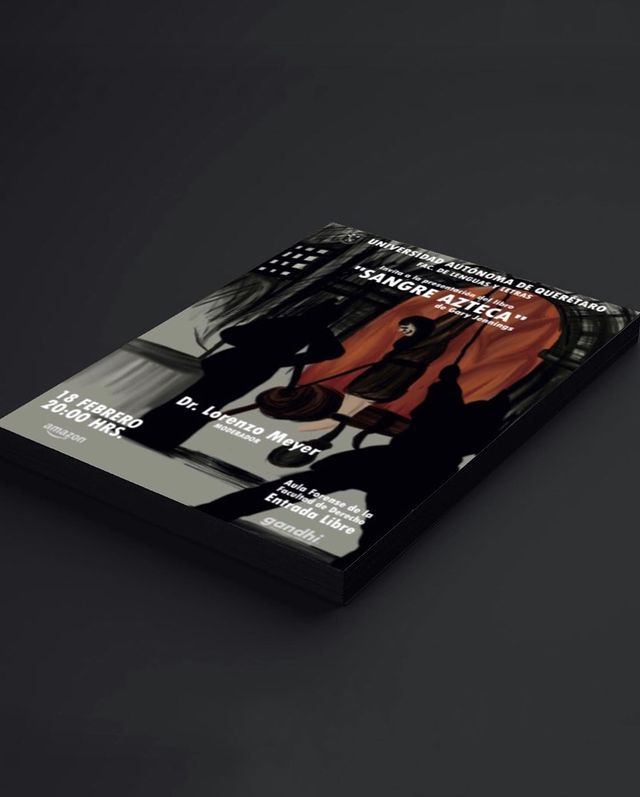 UNIVERSIDAD AUTÓNOMA DE QUERÉTARO
FAC. DE LENGUAS Y LETRAS
Invita a la presentación del libro
"SANGRE AZTECA"
de Gary Jennings
Dr. Lorenzo Meyer
MODERADOR
18 FEBRERO
20:00 HRS.
amazon
Aula Forense de la
Facultad de Derecho
Entrada Libre
gandhi.